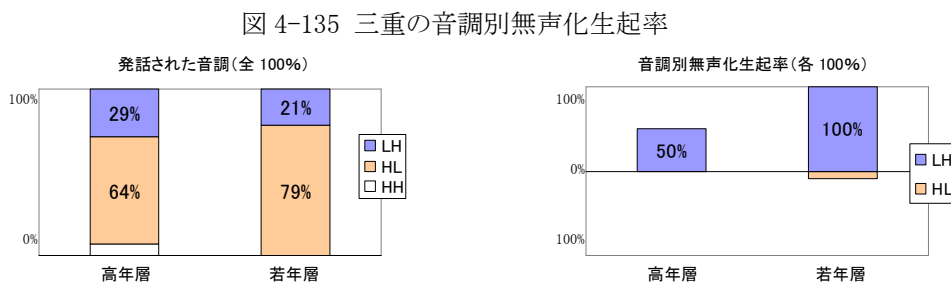 図 4-135 三重の音調別無声化生起率
発話された音調(全 100%)
100%
29%
21%
64%
79%
0%
LH
HL
HH
高年層
若年層
音調別無声化生起率(各 100%)
100%
50%
100%
0%
100%
LH
HL
高年層
若年層